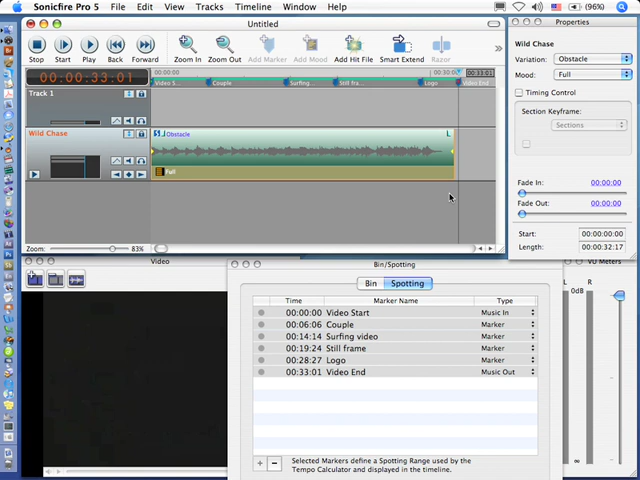 Sonicfire Pro 5 File Edit View Tracks Timeline Window Help (96%)
Untitled
Stop Start Play Back Forward Zoom In Zoom Out Add Marker Add Mood Add Hit File Smart Extend Razor
00:00:33:01
00:00:00 00:30:00 00:33:01
Video S... Couple Surfing... Still fra... Logo Video End
Track 1
Wild Chase
Obstacle L
Full
Zoom: 83%
Properties
Wild Chase
Variation: Obstacle
Mood: Full
Timing Control
Section Keyframe:
Sections
Fade In: 00:00:00
Fade Out: 00:00:00
Start: 00:00:00:00
Length: 00:00:32:17
Video
Bin/Spotting
Bin Spotting
Time Marker Name Type
00:00:00 Video Start Music In
00:06:06 Couple Marker
00:14:14 Surfing video Marker
00:19:24 Still frame Marker
00:28:27 Logo Marker
00:33:01 Video End Music Out
Selected Markers define a Spotting Range used by the
Tempo Calculator and displayed in the timeline.
VU Meters
L R
0dB 0